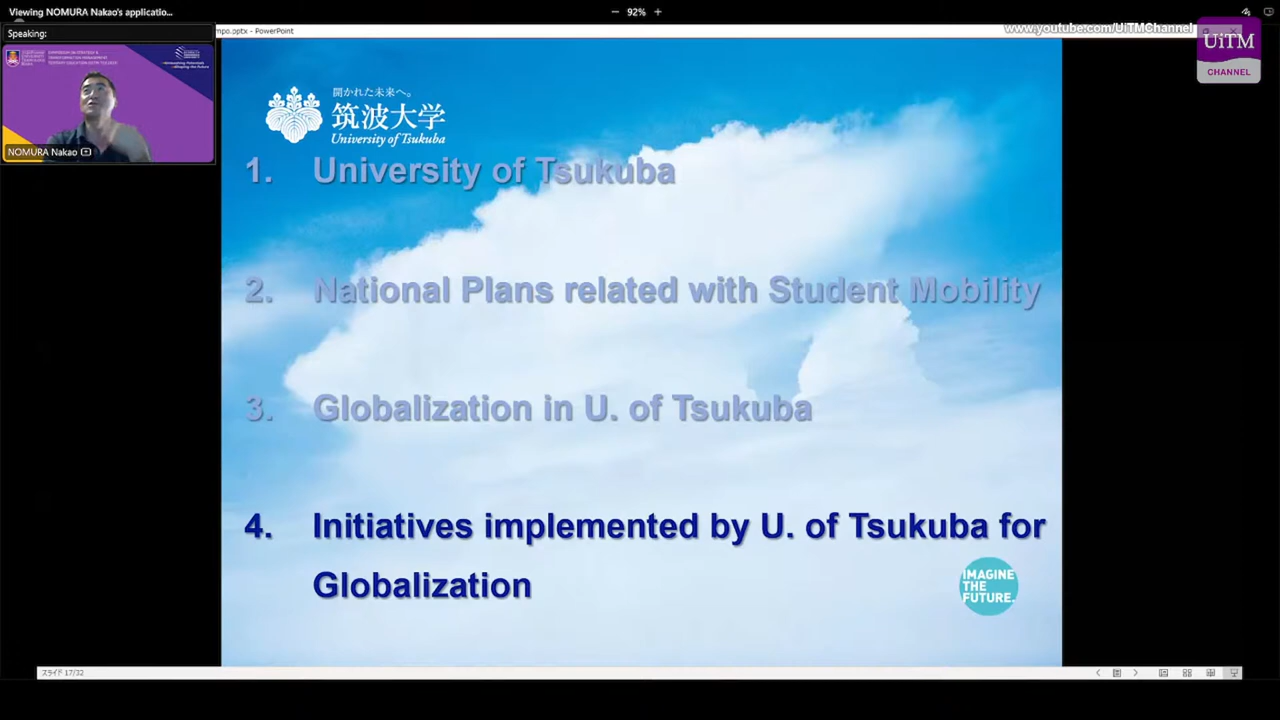 Viewing NOMURA Nakao's applicatio...
− 92% +
Speaking:
mpo.pptx - PowerPoint
www.youtube.com/UiTMChannel
UiTM
CHANNEL
NOMURA Nakao
開かれた未来へ。
筑波大学
University of Tsukuba
1. University of Tsukuba
2. National Plans related with Student Mobility
3. Globalization in U. of Tsukuba
4. Initiatives implemented by U. of Tsukuba for
Globalization
IMAGINE
THE
FUTURE.
スライド 17/32